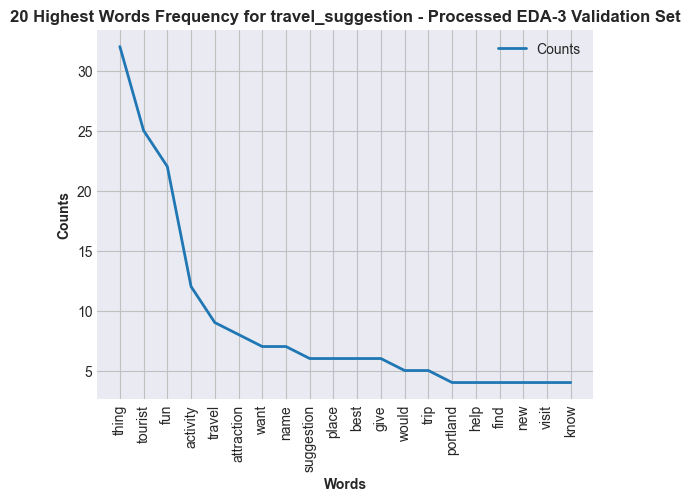 20 Highest Words Frequency for travel_suggestion - Processed EDA-3 Validation Set
Counts
30
25
20
15
10
5
Counts
thing
tourist
fun
activity
travel
attraction
want
name
suggestion
place
best
give
would
trip
portland
help
find
new
visit
know
Words